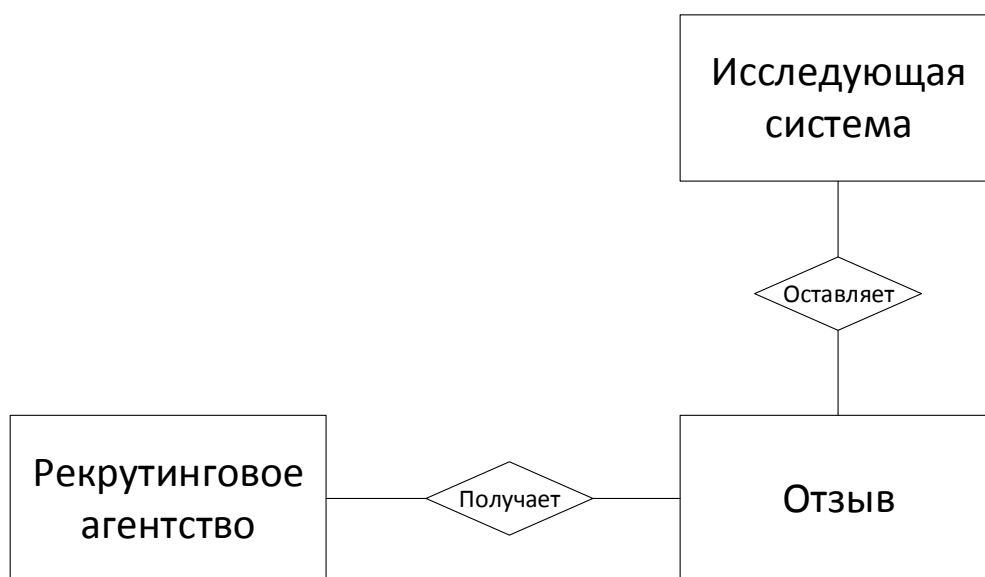 Исследующая
система
Оставляет
Рекрутинговое
агентство
Получает
Отзыв